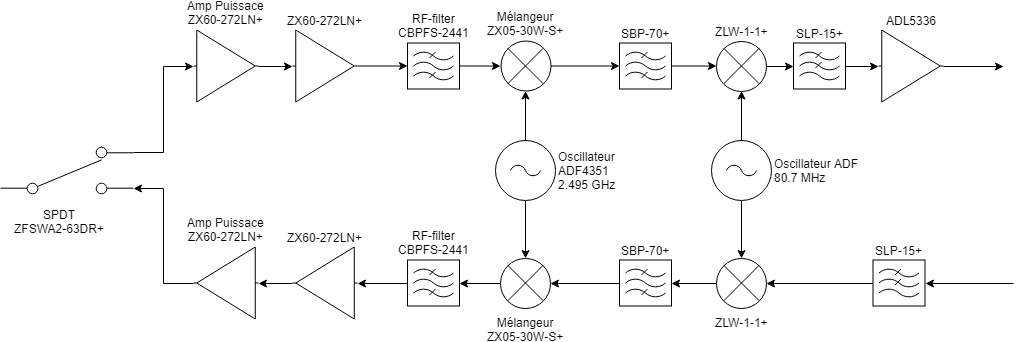 Amp Puissance
ZX60-272LN+
ZX60-272LN+
RF-filter
CBPFS-2441
Mélangeur
ZX05-30W-S+
SBP-70+
ZLW-1-1+
SLP-15+
ADL5336
Oscillateur
ADF4351
2.495 GHz
Oscillateur ADF
80.7 MHz
SPDT
ZFSWA2-63DR+
Amp Puissace
ZX60-272LN+
ZX60-272LN+
RF-filter
CBPFS-2441
SBP-70+
SLP-15+
Mélangeur
ZX05-30W-S+
ZLW-1-1+